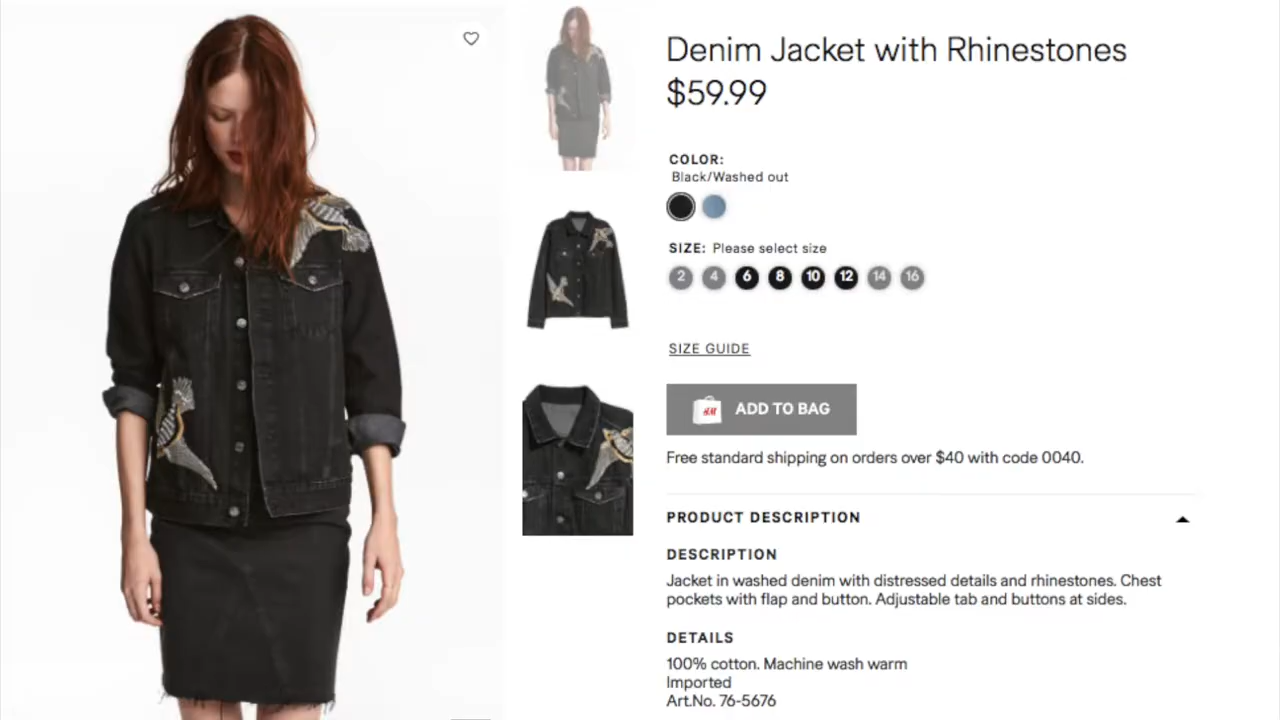 Denim Jacket with Rhinestones
$59.99
COLOR:
Black/Washed out
SIZE: Please select size
2 4 6 8 10 12 14 16
SIZE GUIDE
H&M ADD TO BAG
Free standard shipping on orders over $40 with code 0040.
PRODUCT DESCRIPTION
DESCRIPTION
Jacket in washed denim with distressed details and rhinestones. Chest
pockets with flap and button. Adjustable tab and buttons at sides.
DETAILS
100% cotton. Machine wash warm
Imported
Art.No. 76-5676